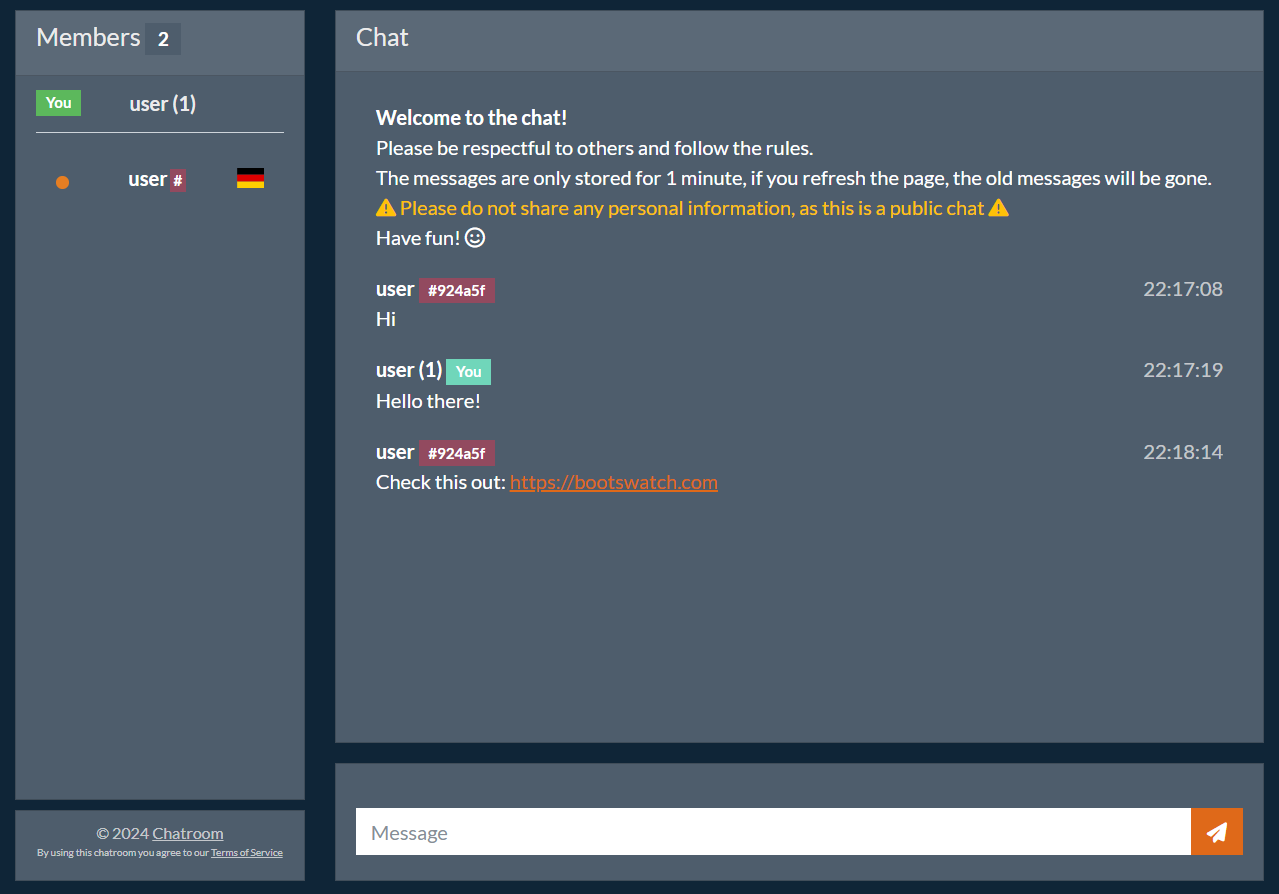 Members 2
You user (1)
user #
© 2024 Chatroom
By using this chatroom you agree to our Terms of Service
Chat
Welcome to the chat!
Please be respectful to others and follow the rules.
The messages are only stored for 1 minute, if you refresh the page, the old messages will be gone.
Please do not share any personal information, as this is a public chat
Have fun!
user #924a5f 22:17:08
Hi
user (1) You 22:17:19
Hello there!
user #924a5f 22:18:14
Check this out: https://bootswatch.com
Message